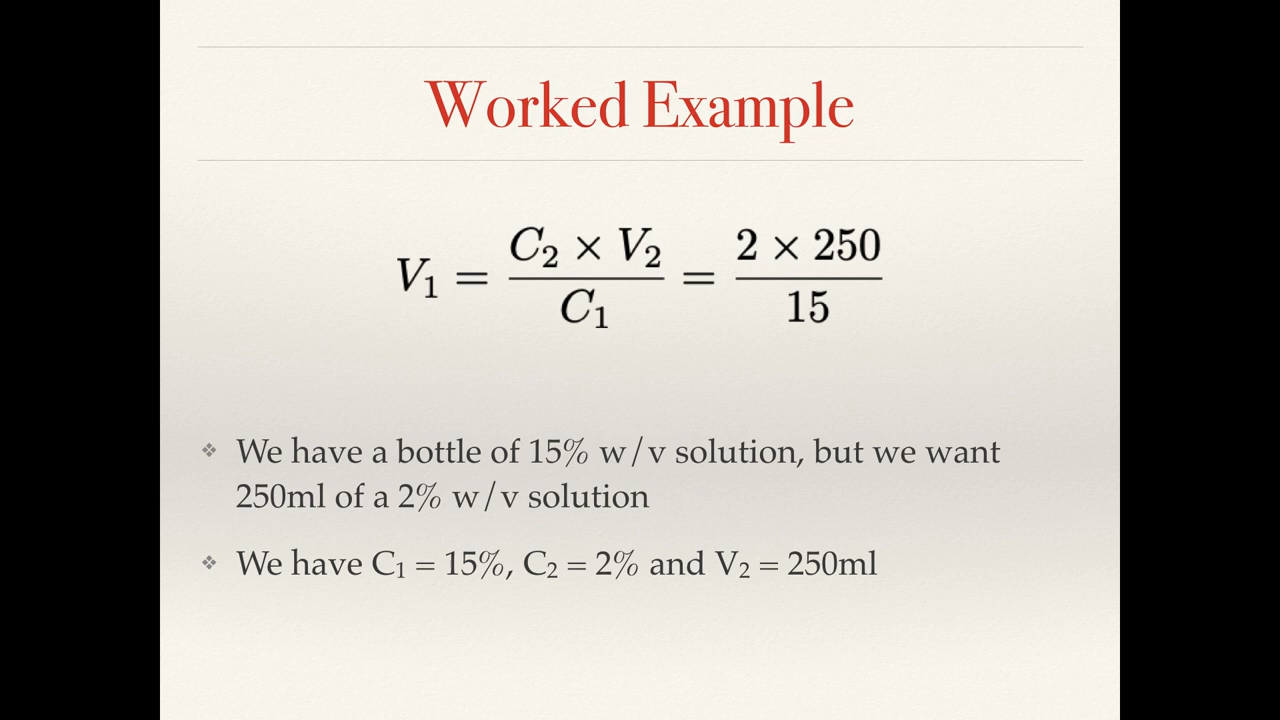 Worked Example
V₁ = (C₂ × V₂) / C₁ = (2 × 250) / 15
❖ We have a bottle of 15% w/v solution, but we want
250ml of a 2% w/v solution
❖ We have C₁ = 15%, C₂ = 2% and V₂ = 250ml